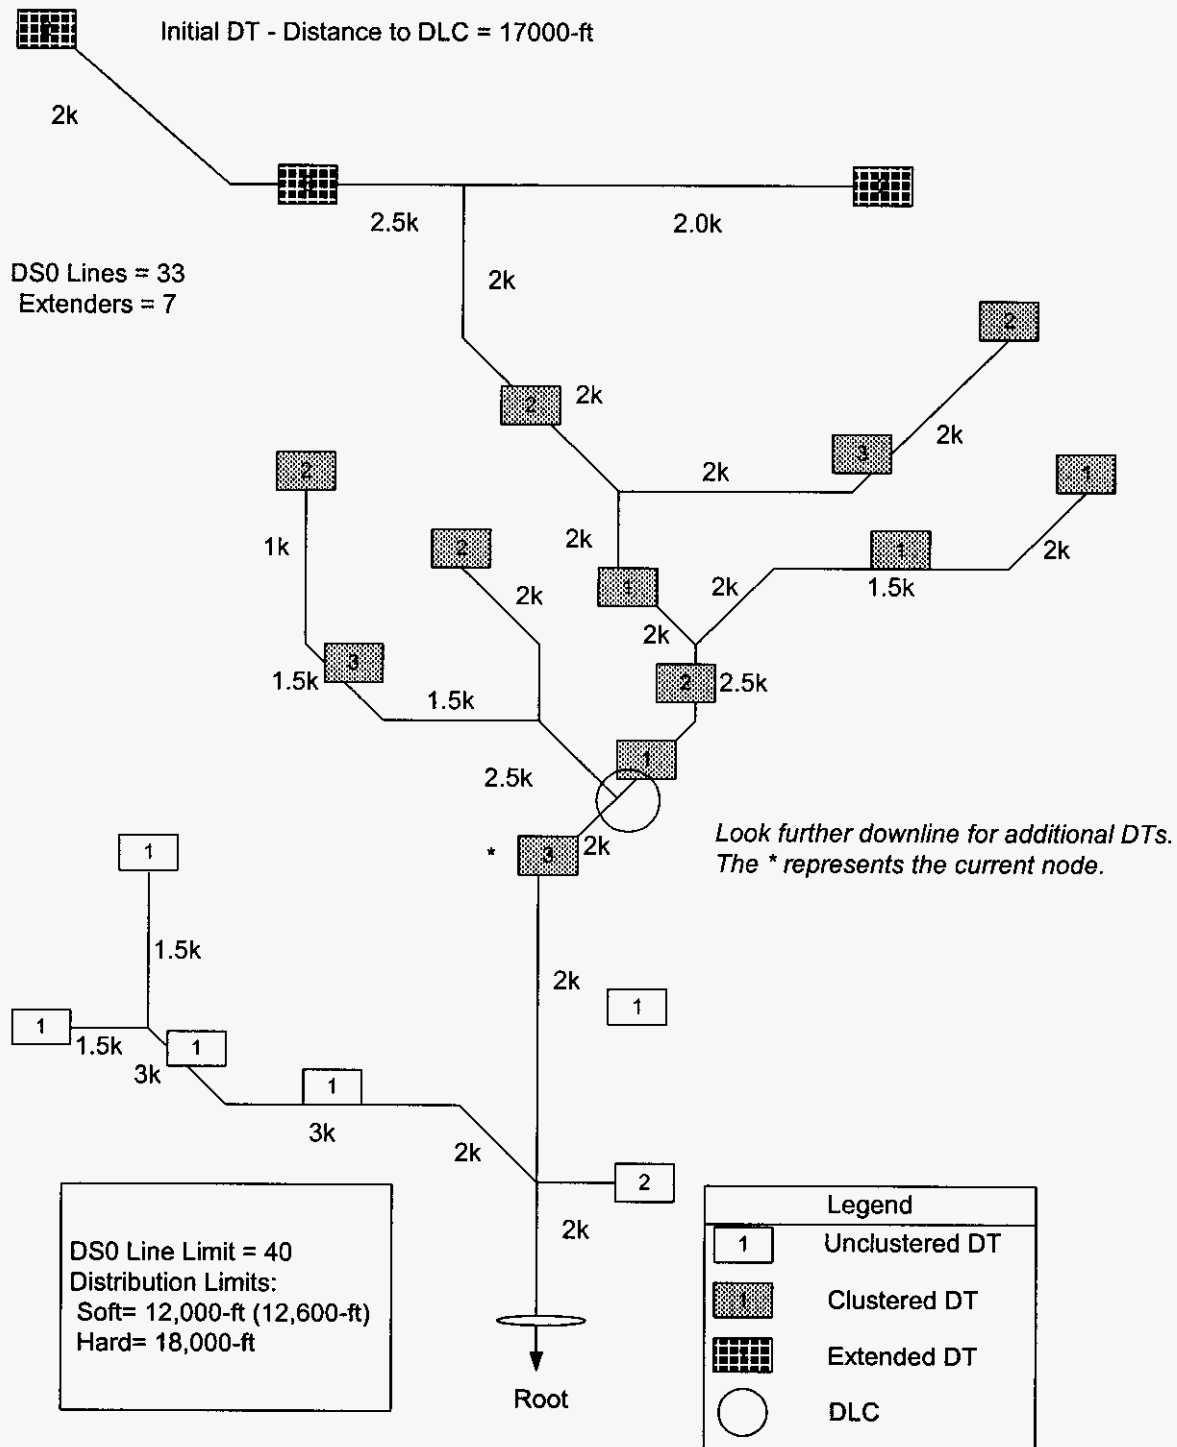 Initial DT - Distance to DLC = 17000-ft
2k
2.5k
2.0k
DS0 Lines = 33
Extenders = 7
2k
2
2
2k
3
2k
2k
2
1
1k
2
2k
1
2k
1
2k
2k
1.5k
2k
3
1.5k
1.5k
2
2.5k
1
2.5k
3
2k
*
Look further downline for additional DTs.
The * represents the current node.
1
1.5k
2k
1
1
1.5k
1
3k
1
3k
2k
2
2k
DS0 Line Limit = 40
Distribution Limits:
Soft= 12,000-ft (12,600-ft)
Hard= 18,000-ft
Root
Legend
1
Unclustered DT
1
Clustered DT
Extended DT
DLC